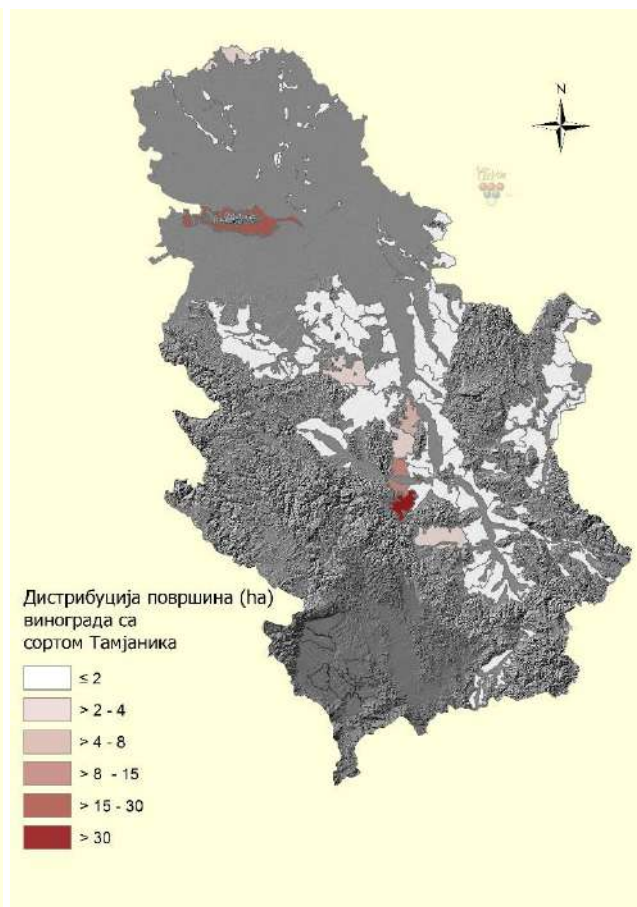 N
Дистрибуција површина (ha)
винограда са
сортом Тамјаника
≤ 2
> 2 - 4
> 4 - 8
> 8 - 15
> 15 - 30
> 30